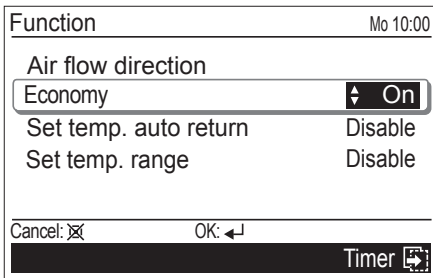 Function Mo 10:00
Air flow direction
Economy On
Set temp. auto return Disable
Set temp. range Disable
Cancel: OK:
Timer